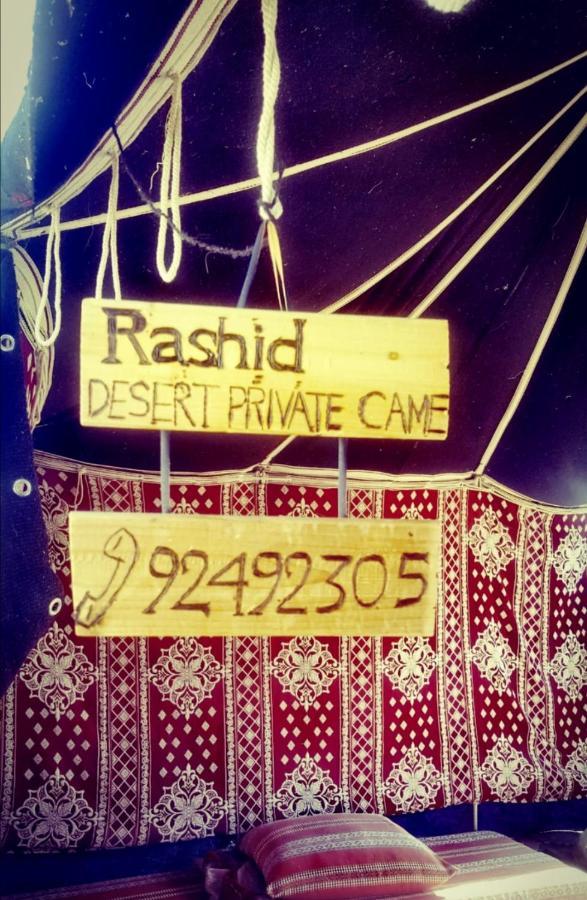 Rashid
DESERT PRIVATE CAME
92492305